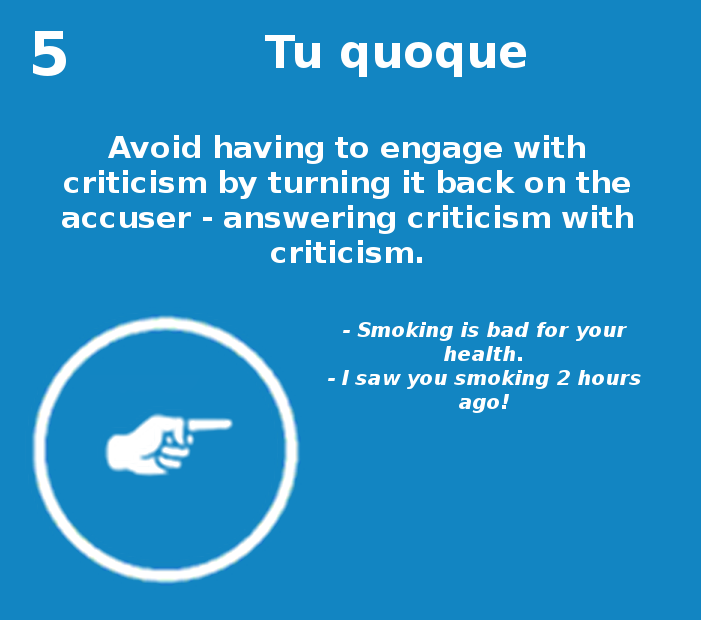 5
Tu quoque
Avoid having to engage with
criticism by turning it back on the
accuser - answering criticism with
criticism.
- Smoking is bad for your
health.
- I saw you smoking 2 hours
ago!